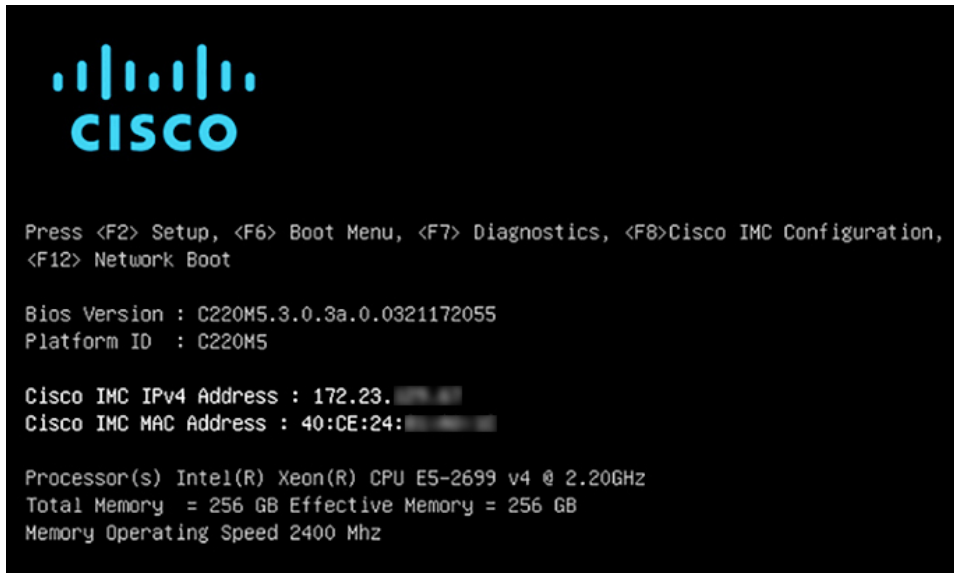 CISCO
Press <F2> Setup, <F6> Boot Menu, <F7> Diagnostics, <F8>Cisco IMC Configuration,
<F12> Network Boot
Bios Version : C220M5.3.0.3a.0.0321172055
Platform ID  : C220M5
Cisco IMC IPv4 Address : 172.23.
Cisco IMC MAC Address : 40:CE:24:
Processor(s) Intel(R) Xeon(R) CPU E5-2699 v4 @ 2.20GHz
Total Memory  = 256 GB Effective Memory = 256 GB
Memory Operating Speed 2400 Mhz